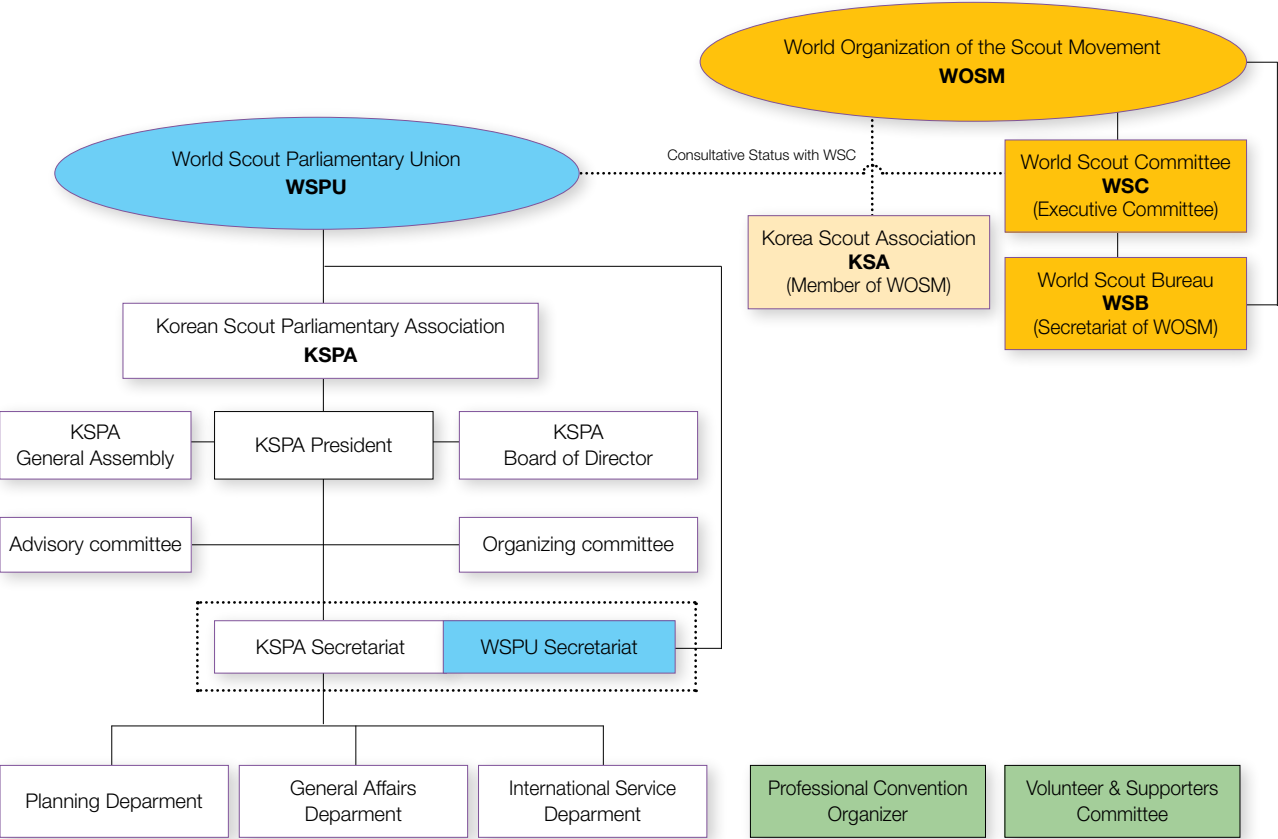 World Organization of the Scout Movement
WOSM
World Scout Parliamentary Union
WSPU
Consultative Status with WSC
World Scout Committee
WSC
(Executive Committee)
Korea Scout Association
KSA
(Member of WOSM)
World Scout Bureau
WSB
(Secretariat of WOSM)
Korean Scout Parliamentary Association
KSPA
KSPA
General Assembly
KSPA President
KSPA
Board of Director
Advisory committee
Organizing committee
KSPA Secretariat
WSPU Secretariat
Planning Deparment
General Affairs
Deparment
International Service
Deparment
Professional Convention
Organizer
Volunteer & Supporters
Committee